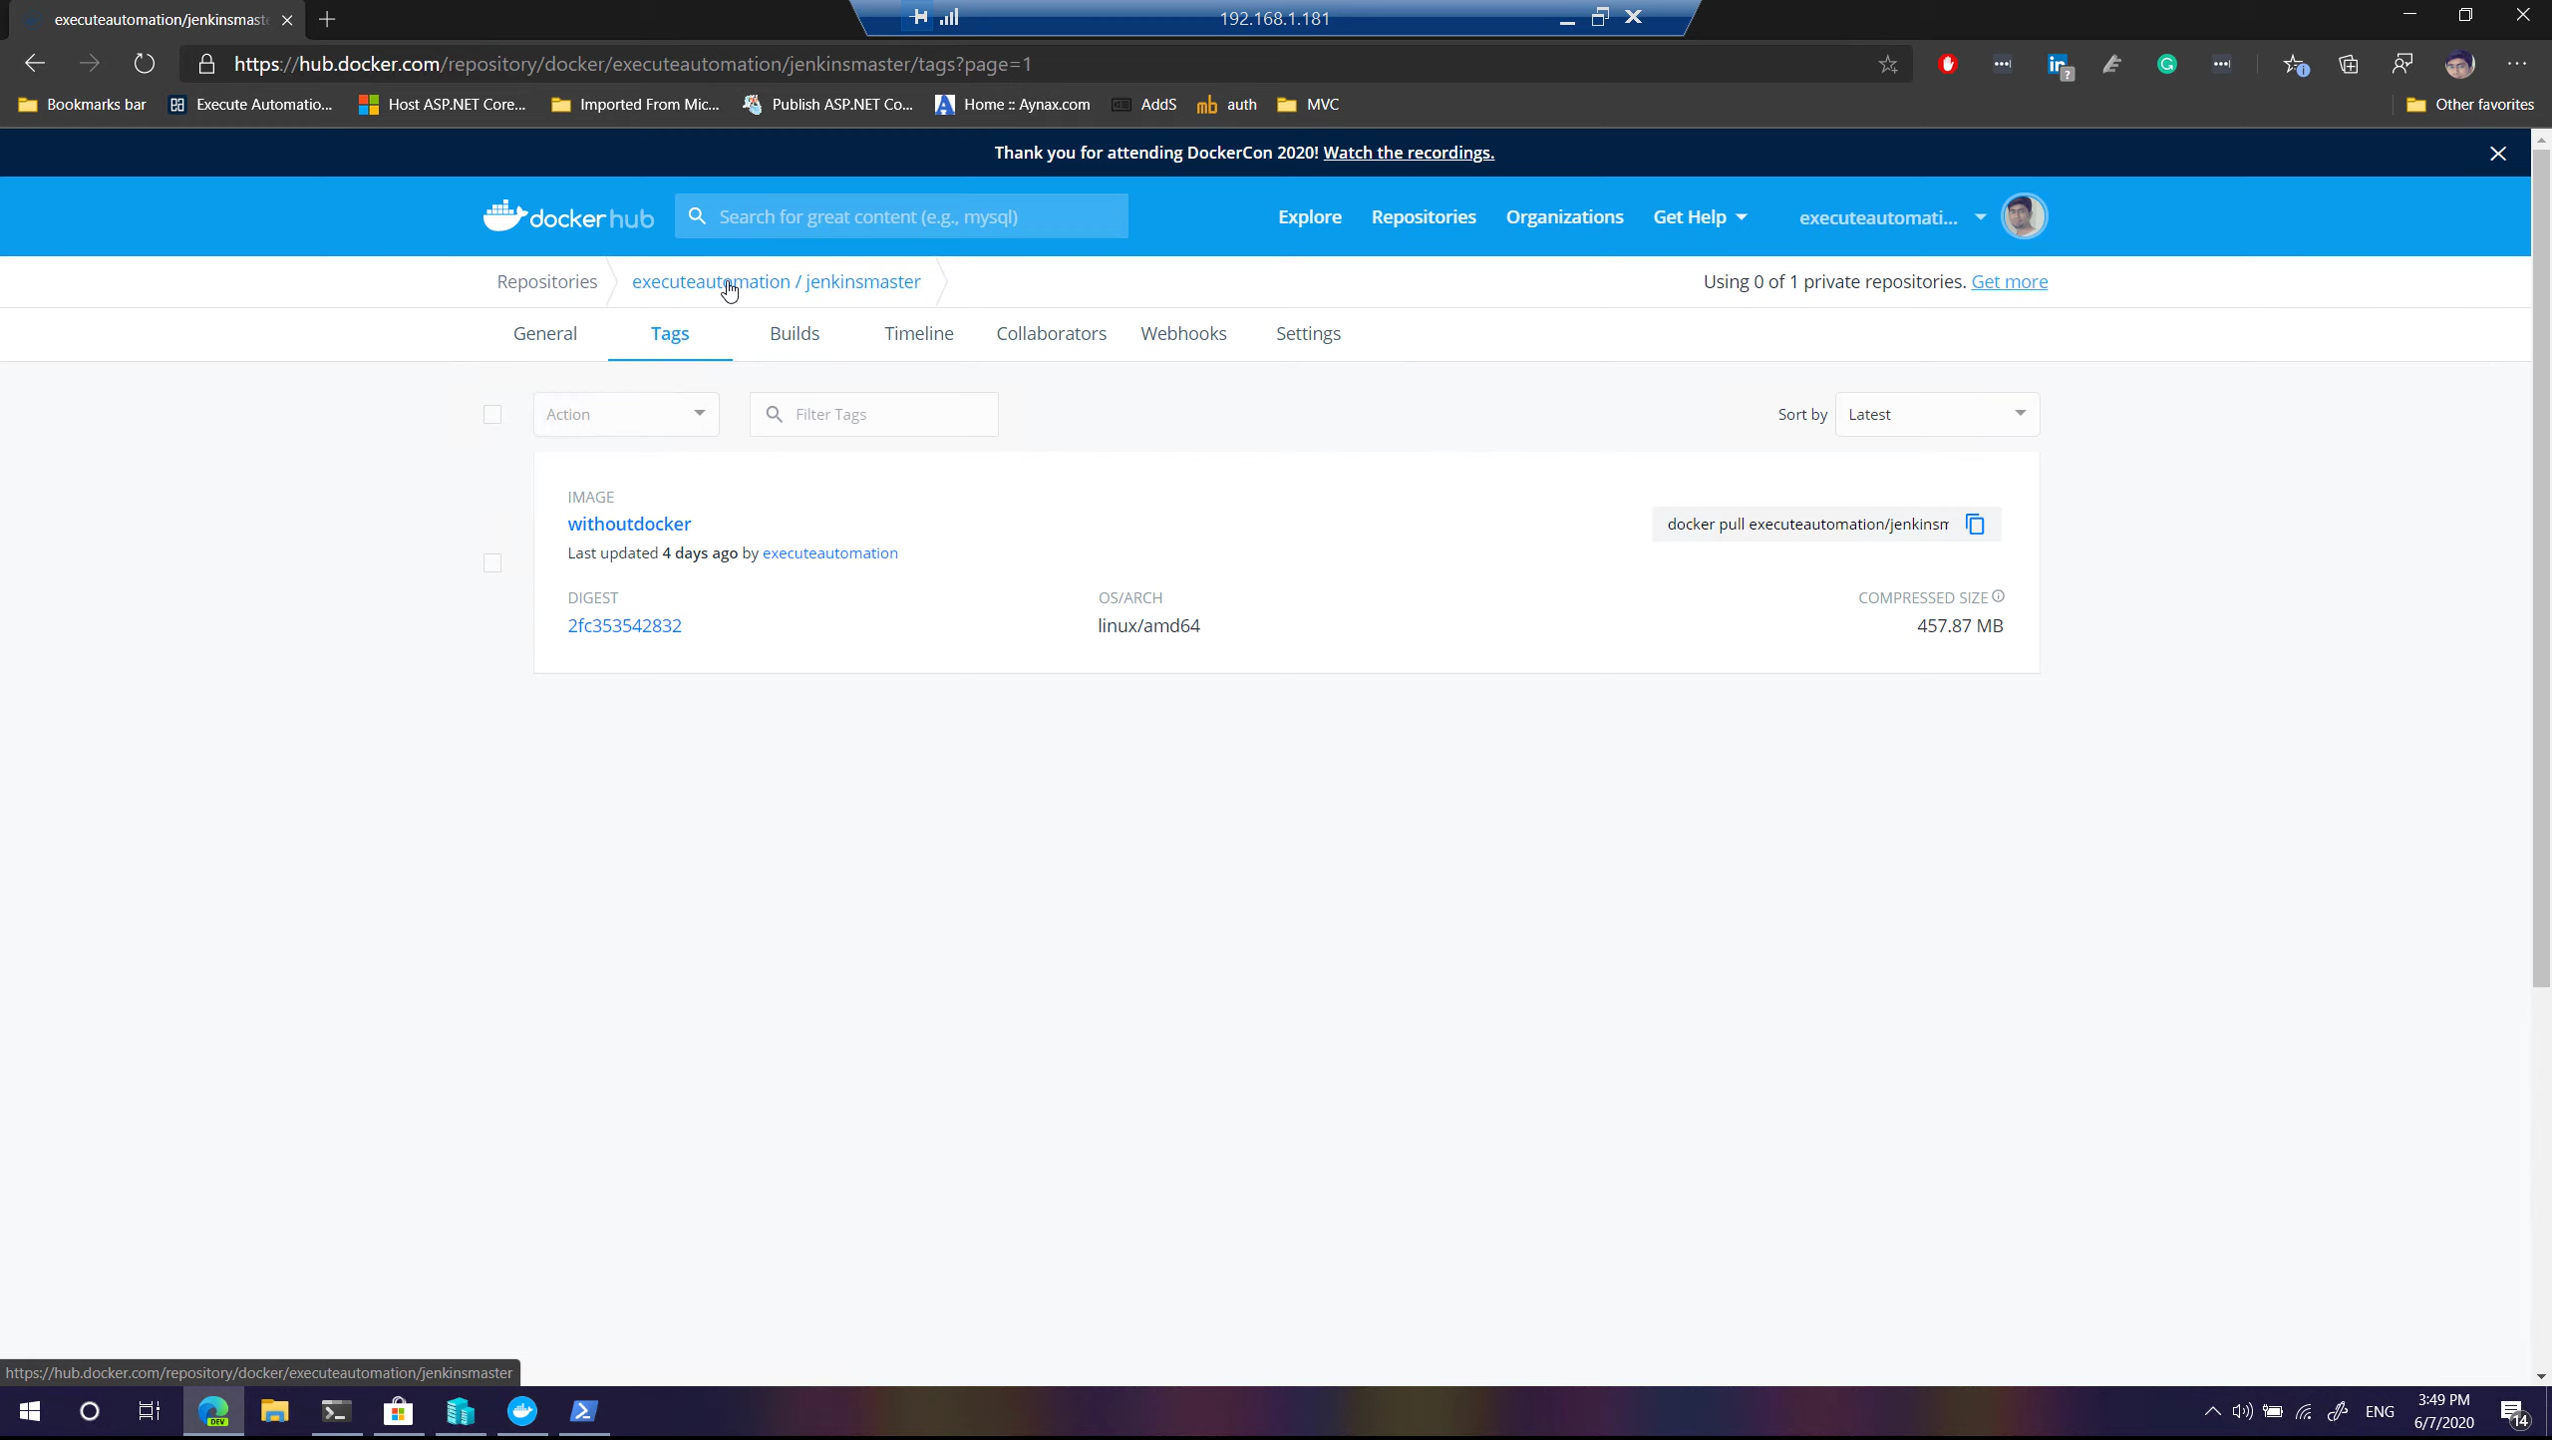 executeautomation/jenkinsmaste
192.168.1.181
https://hub.docker.com/repository/docker/executeautomation/jenkinsmaster/tags?page=1
Bookmarks bar
Execute Automatio...
Host ASP.NET Core...
Imported From Mic...
Publish ASP.NET Co...
Home :: Aynax.com
AddS
mb auth
MVC
Other favorites
Thank you for attending DockerCon 2020! Watch the recordings.
docker hub
Search for great content (e.g., mysql)
Explore
Repositories
Organizations
Get Help
executeautomati...
Repositories
executeautomation / jenkinsmaster
Using 0 of 1 private repositories. Get more
General
Tags
Builds
Timeline
Collaborators
Webhooks
Settings
Action
Filter Tags
Sort by
Latest
IMAGE
withoutdocker
docker pull executeautomation/jenkinsm
Last updated 4 days ago by executeautomation
DIGEST
OS/ARCH
COMPRESSED SIZE
2fc353542832
linux/amd64
457.87 MB
https://hub.docker.com/repository/docker/executeautomation/jenkinsmaster
DEV
ENG
3:49 PM
6/7/2020
14